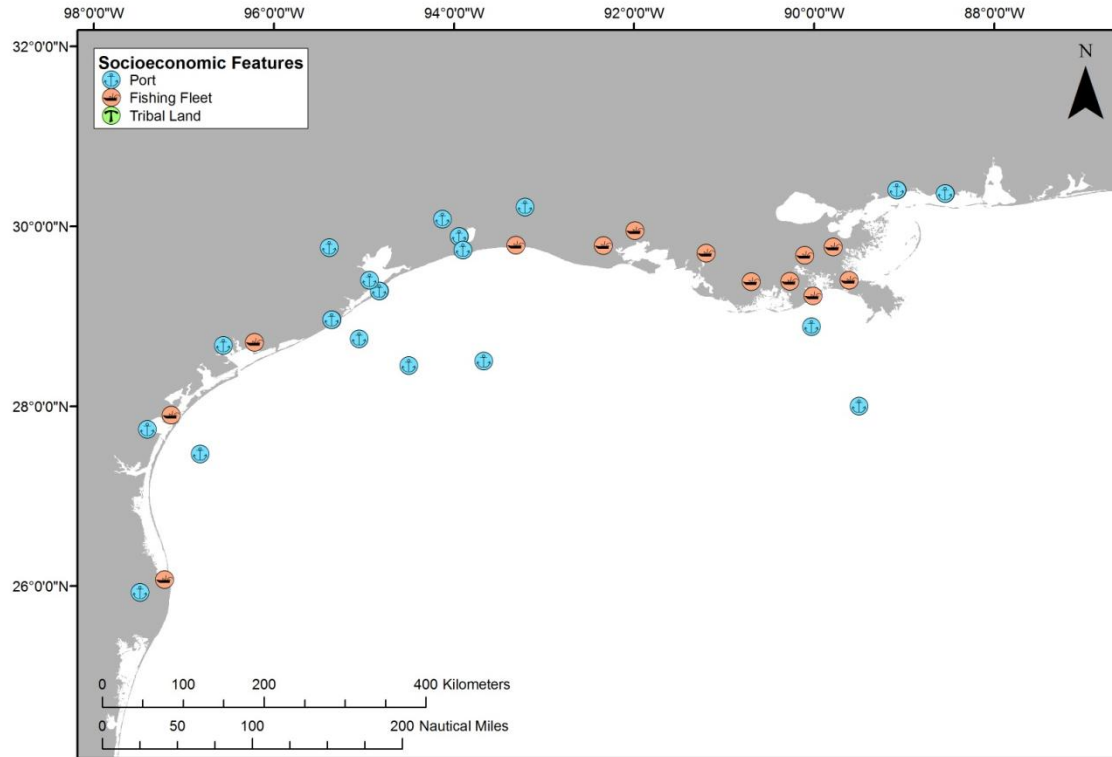 98°0'0"W 96°0'0"W 94°0'0"W 92°0'0"W 90°0'0"W 88°0'0"W
32°0'0"N
Socioeconomic Features
Port
Fishing Fleet
Tribal Land
N
30°0'0"N
28°0'0"N
26°0'0"N
0 100 200 400 Kilometers
0 50 100 200 Nautical Miles